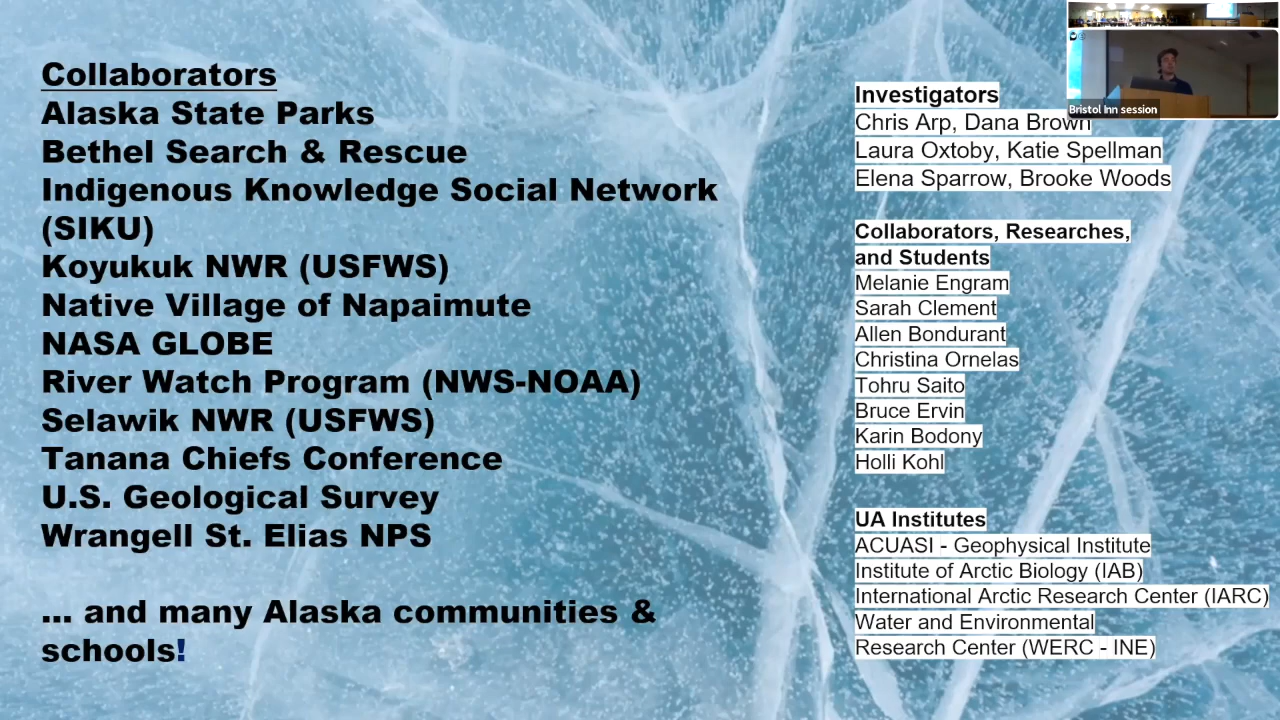 Collaborators
Alaska State Parks
Bethel Search & Rescue
Indigenous Knowledge Social Network
(SIKU)
Koyukuk NWR (USFWS)
Native Village of Napaimute
NASA GLOBE
River Watch Program (NWS-NOAA)
Selawik NWR (USFWS)
Tanana Chiefs Conference
U.S. Geological Survey
Wrangell St. Elias NPS
... and many Alaska communities &
schools!
Investigators
Chris Arp, Dana Brown
Laura Oxtoby, Katie Spellman
Elena Sparrow, Brooke Woods
Collaborators, Researches,
and Students
Melanie Engram
Sarah Clement
Allen Bondurant
Christina Ornelas
Tohru Saito
Bruce Ervin
Karin Bodony
Holli Kohl
UA Institutes
ACUASI - Geophysical Institute
Institute of Arctic Biology (IAB)
International Arctic Research Center (IARC)
Water and Environmental
Research Center (WERC - INE)
Bristol Inn session